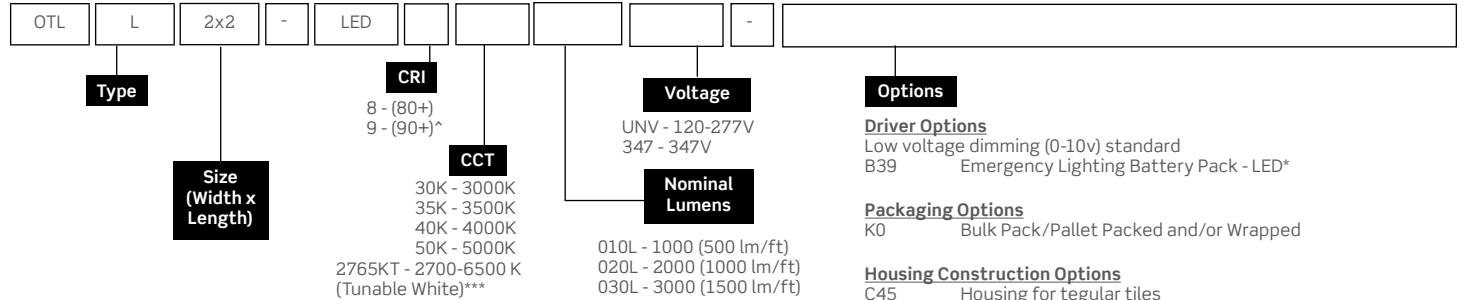 OTL L 2x2 - LED -
Type
Size
(Width x
Length)
CRI
8 - (80+)
9 - (90+)^
CCT
30K - 3000K
35K - 3500K
40K - 4000K
50K - 5000K
2765KT - 2700-6500 K
(Tunable White)***
Voltage
UNV - 120-277V
347 - 347V
Nominal
Lumens
010L - 1000 (500 lm/ft)
020L - 2000 (1000 lm/ft)
030L - 3000 (1500 lm/ft)
Options
Driver Options
Low voltage dimming (0-10v) standard
B39 Emergency Lighting Battery Pack - LED*
Packaging Options
K0 Bulk Pack/Pallet Packed and/or Wrapped
Housing Construction Options
C45 Housing for tegular tiles